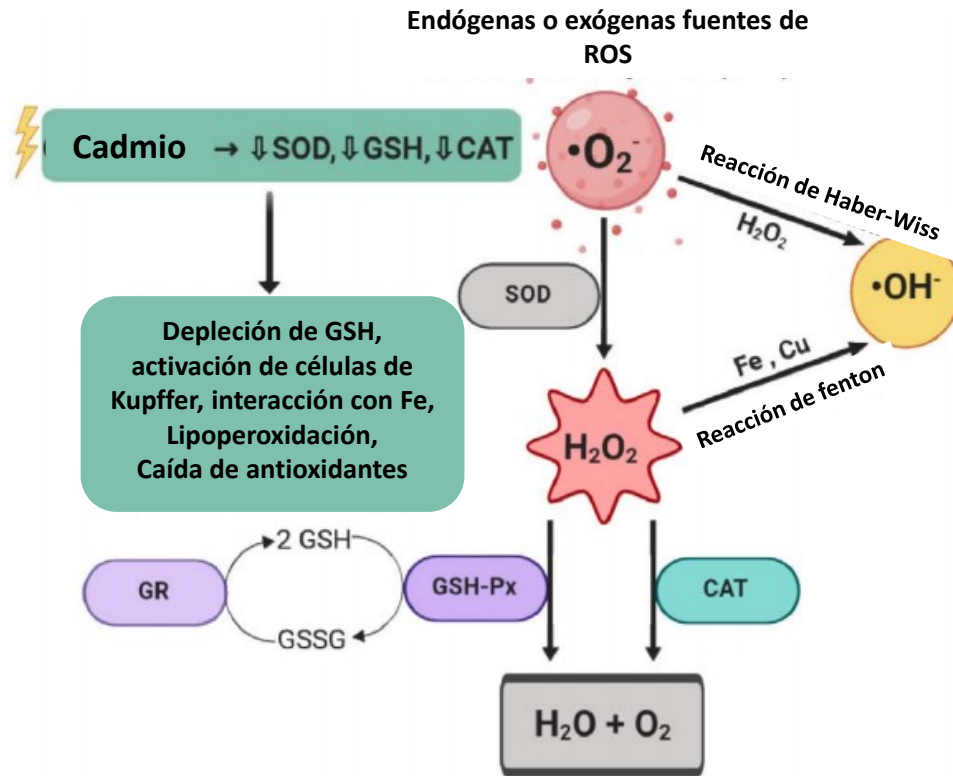 Endógenas o exógenas fuentes de
ROS
Cadmio → ⇩SOD, ⇩GSH, ⇩CAT
•O₂⁻
Reacción de Haber-Wiss
H₂O₂
•OH⁻
SOD
Depleción de GSH,
activación de células de
Kupffer, interacción con Fe,
Lipoperoxidación,
Caída de antioxidantes
Fe , Cu
Reacción de fenton
H₂O₂
2 GSH
GR
GSH-Px
CAT
GSSG
H₂O + O₂